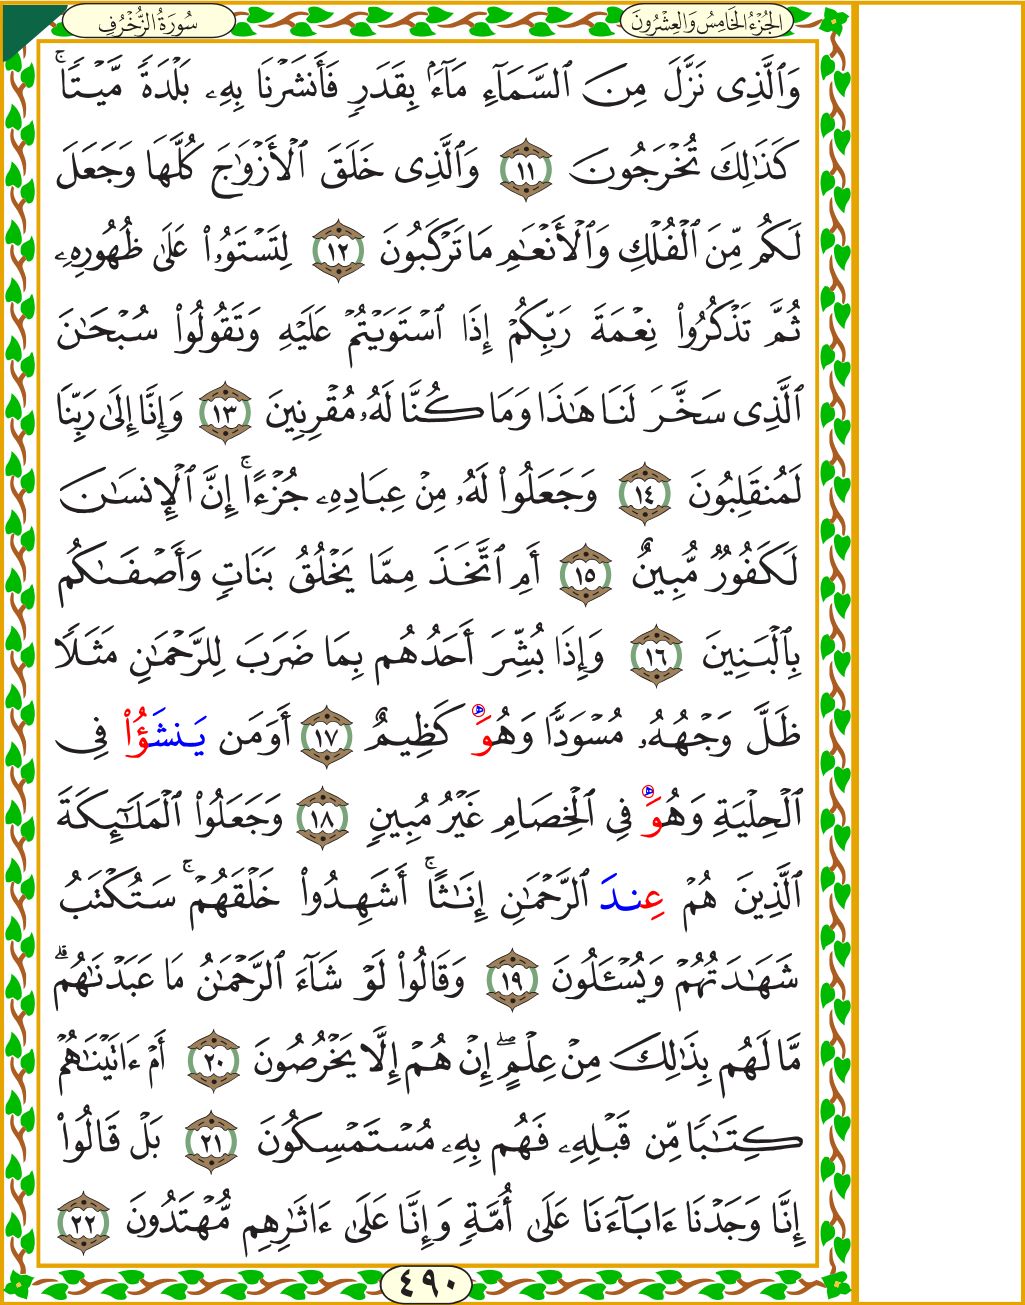 الجُزْءُ الخَامِسُ وَالعِشْرُونَ
سُورَةُ الزُّخْرُفِ
وَٱلَّذِى نَزَّلَ مِنَ ٱلسَّمَآءِ مَآءَۢ بِقَدَرٖ فَأَنشَرْنَا بِهِۦ بَلْدَةٗ مَّيْتٗاۚ
كَذَٰلِكَ تُخْرَجُونَ ١١ وَٱلَّذِى خَلَقَ ٱلْأَزْوَٰجَ كُلَّهَا وَجَعَلَ
لَكُم مِّنَ ٱلْفُلْكِ وَٱلْأَنْعَٰمِ مَا تَرْكَبُونَ ١٢ لِتَسْتَوُۥا۟ عَلَىٰ ظُهُورِهِۦ
ثُمَّ تَذْكُرُوا۟ نِعْمَةَ رَبِّكُمْ إِذَا ٱسْتَوَيْتُمْ عَلَيْهِ وَتَقُولُوا۟ سُبْحَٰنَ
ٱلَّذِى سَخَّرَ لَنَا هَٰذَا وَمَا كُنَّا لَهُۥ مُقْرِنِينَ ١٣ وَإِنَّا إِلَىٰ رَبِّنَا
لَمُنقَلِبُونَ ١٤ وَجَعَلُوا۟ لَهُۥ مِنْ عِبَادِهِۦ جُزْءًاۚ إِنَّ ٱلْإِنسَٰنَ
لَكَفُورٞ مُّبِينٌ ١٥ أَمِ ٱتَّخَذَ مِمَّا يَخْلُقُ بَنَاتٖ وَأَصْفَىٰكُم
بِٱلْبَنِينَ ١٦ وَإِذَا بُشِّرَ أَحَدُهُم بِمَا ضَرَبَ لِلرَّحْمَٰنِ مَثَلٗا
ظَلَّ وَجْهُهُۥ مُسْوَدّٗا وَهُوَ كَظِيمٌ ١٧ أَوَمَن يَنشَؤُا۟ فِى
ٱلْحِلْيَةِ وَهُوَ فِى ٱلْخِصَامِ غَيْرُ مُبِينٖ ١٨ وَجَعَلُوا۟ ٱلْمَلَٰٓئِكَةَ
ٱلَّذِينَ هُمْ عِندَ ٱلرَّحْمَٰنِ إِنَٰثًاۚ أَشَهِدُوا۟ خَلْقَهُمْۚ سَتُكْتَبُ
شَهَٰدَتُهُمْ وَيُسْـَٔلُونَ ١٩ وَقَالُوا۟ لَوْ شَآءَ ٱلرَّحْمَٰنُ مَا عَبَدْنَٰهُمۗ
مَّا لَهُم بِذَٰلِكَ مِنْ عِلْمٍۖ إِنْ هُمْ إِلَّا يَخْرُصُونَ ٢٠ أَمْ ءَاتَيْنَٰهُمْ
كِتَٰبٗا مِّن قَبْلِهِۦ فَهُم بِهِۦ مُسْتَمْسِكُونَ ٢١ بَلْ قَالُوٓا۟
إِنَّا وَجَدْنَا ءَابَآءَنَا عَلَىٰٓ أُمَّةٖ وَإِنَّا عَلَىٰٓ ءَاثَٰرِهِم مُّهْتَدُونَ ٢٢
٤٩٠